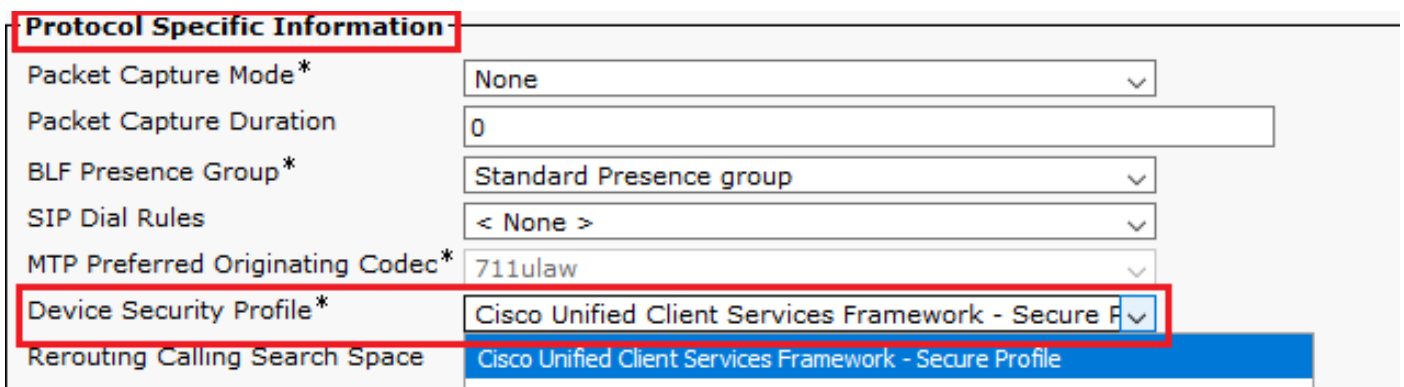 Protocol Specific Information
Packet Capture Mode* None
Packet Capture Duration 0
BLF Presence Group* Standard Presence group
SIP Dial Rules < None >
MTP Preferred Originating Codec* 711ulaw
Device Security Profile* Cisco Unified Client Services Framework - Secure
Rerouting Calling Search Space Cisco Unified Client Services Framework - Secure Profile